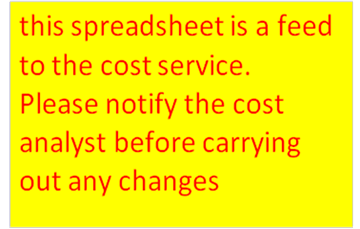 this spreadsheet is a feed
to the cost service.
Please notify the cost
analyst before carrying
out any changes